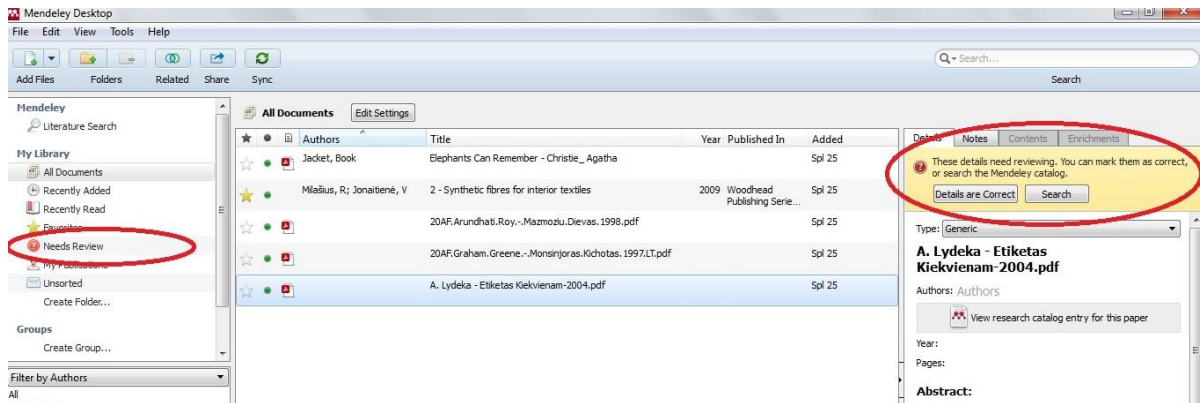 Mendeley Desktop
File Edit View Tools Help
Add Files Folders Related Share Sync
Search...
Search
Mendeley
Literature Search
My Library
All Documents
Recently Added
Recently Read
Favorites
Needs Review
My Publications
Unsorted
Create Folder...
Groups
Create Group...
Filter by Authors
All
All Documents Edit Settings
Authors Title Year Published In Added
Jacket, Book Elephants Can Remember - Christie_ Agatha Spl 25
Milašius, R; Jonaitienė, V 2 - Synthetic fibres for interior textiles 2009 Woodhead Spl 25
Publishing Serie...
20AF.Arundhati.Roy.-.Mazmoziu.Dievas.1998.pdf Spl 25
20AF.Graham.Greene.-.Monsinjoras.Kichotas.1997.LT.pdf Spl 25
A. Lydeka - Etiketas Kiekvienam-2004.pdf Spl 25
Details Notes Contents Enrichments
These details need reviewing. You can mark them as correct,
or search the Mendeley catalog.
Details are Correct Search
Type: Generic
A. Lydeka - Etiketas
Kiekvienam-2004.pdf
Authors: Authors
View research catalog entry for this paper
Year:
Pages:
Abstract: